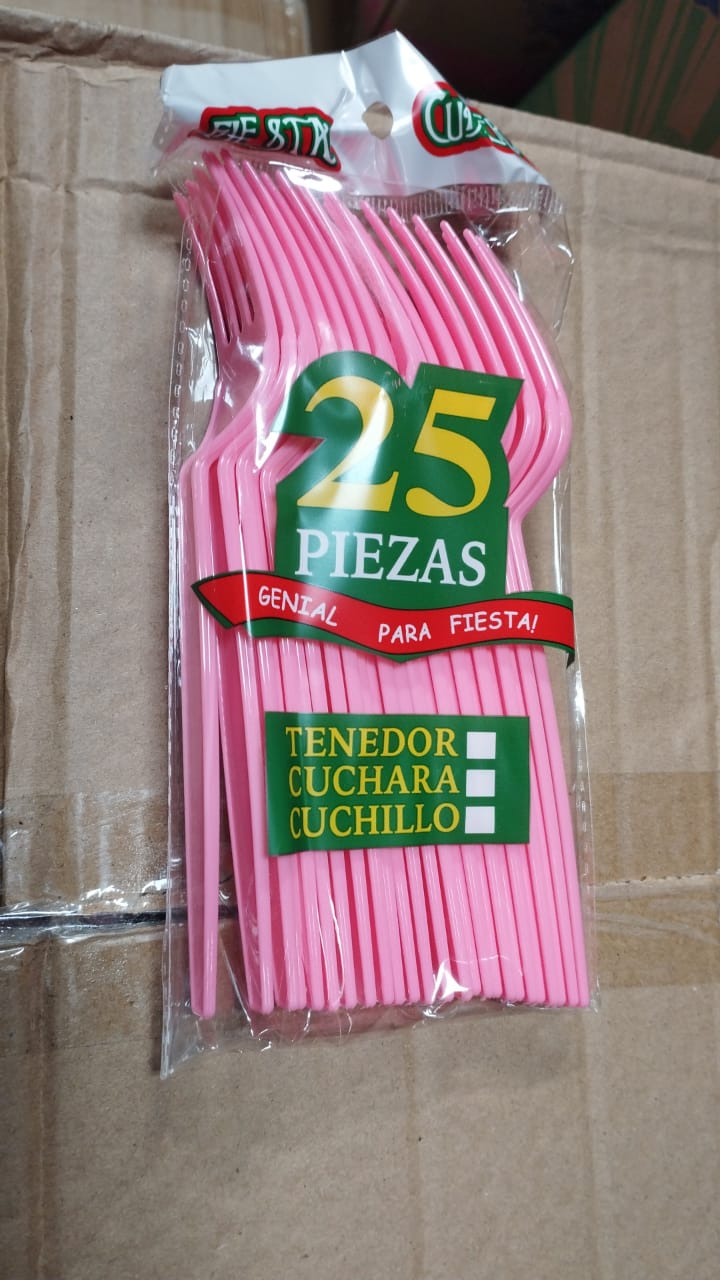 FIESTA
25
PIEZAS
GENIAL PARA FIESTA!
TENEDOR
CUCHARA
CUCHILLO